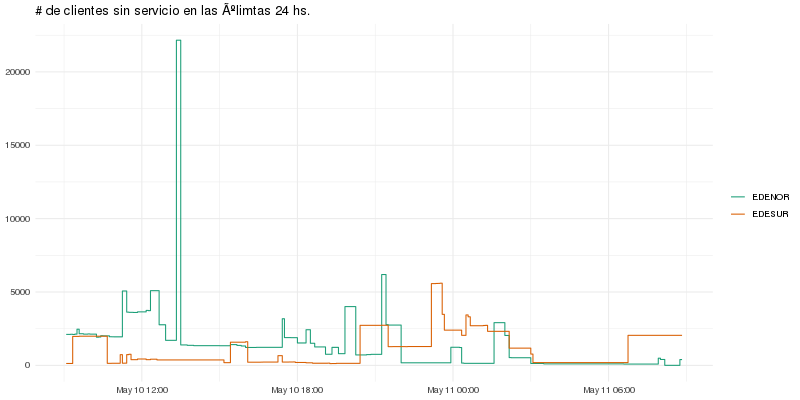 # de clientes sin servicio en las Ãºlimtas 24 hs.
20000
15000
10000
5000
0
May 10 12:00
May 10 18:00
May 11 00:00
May 11 06:00
EDENOR
EDESUR